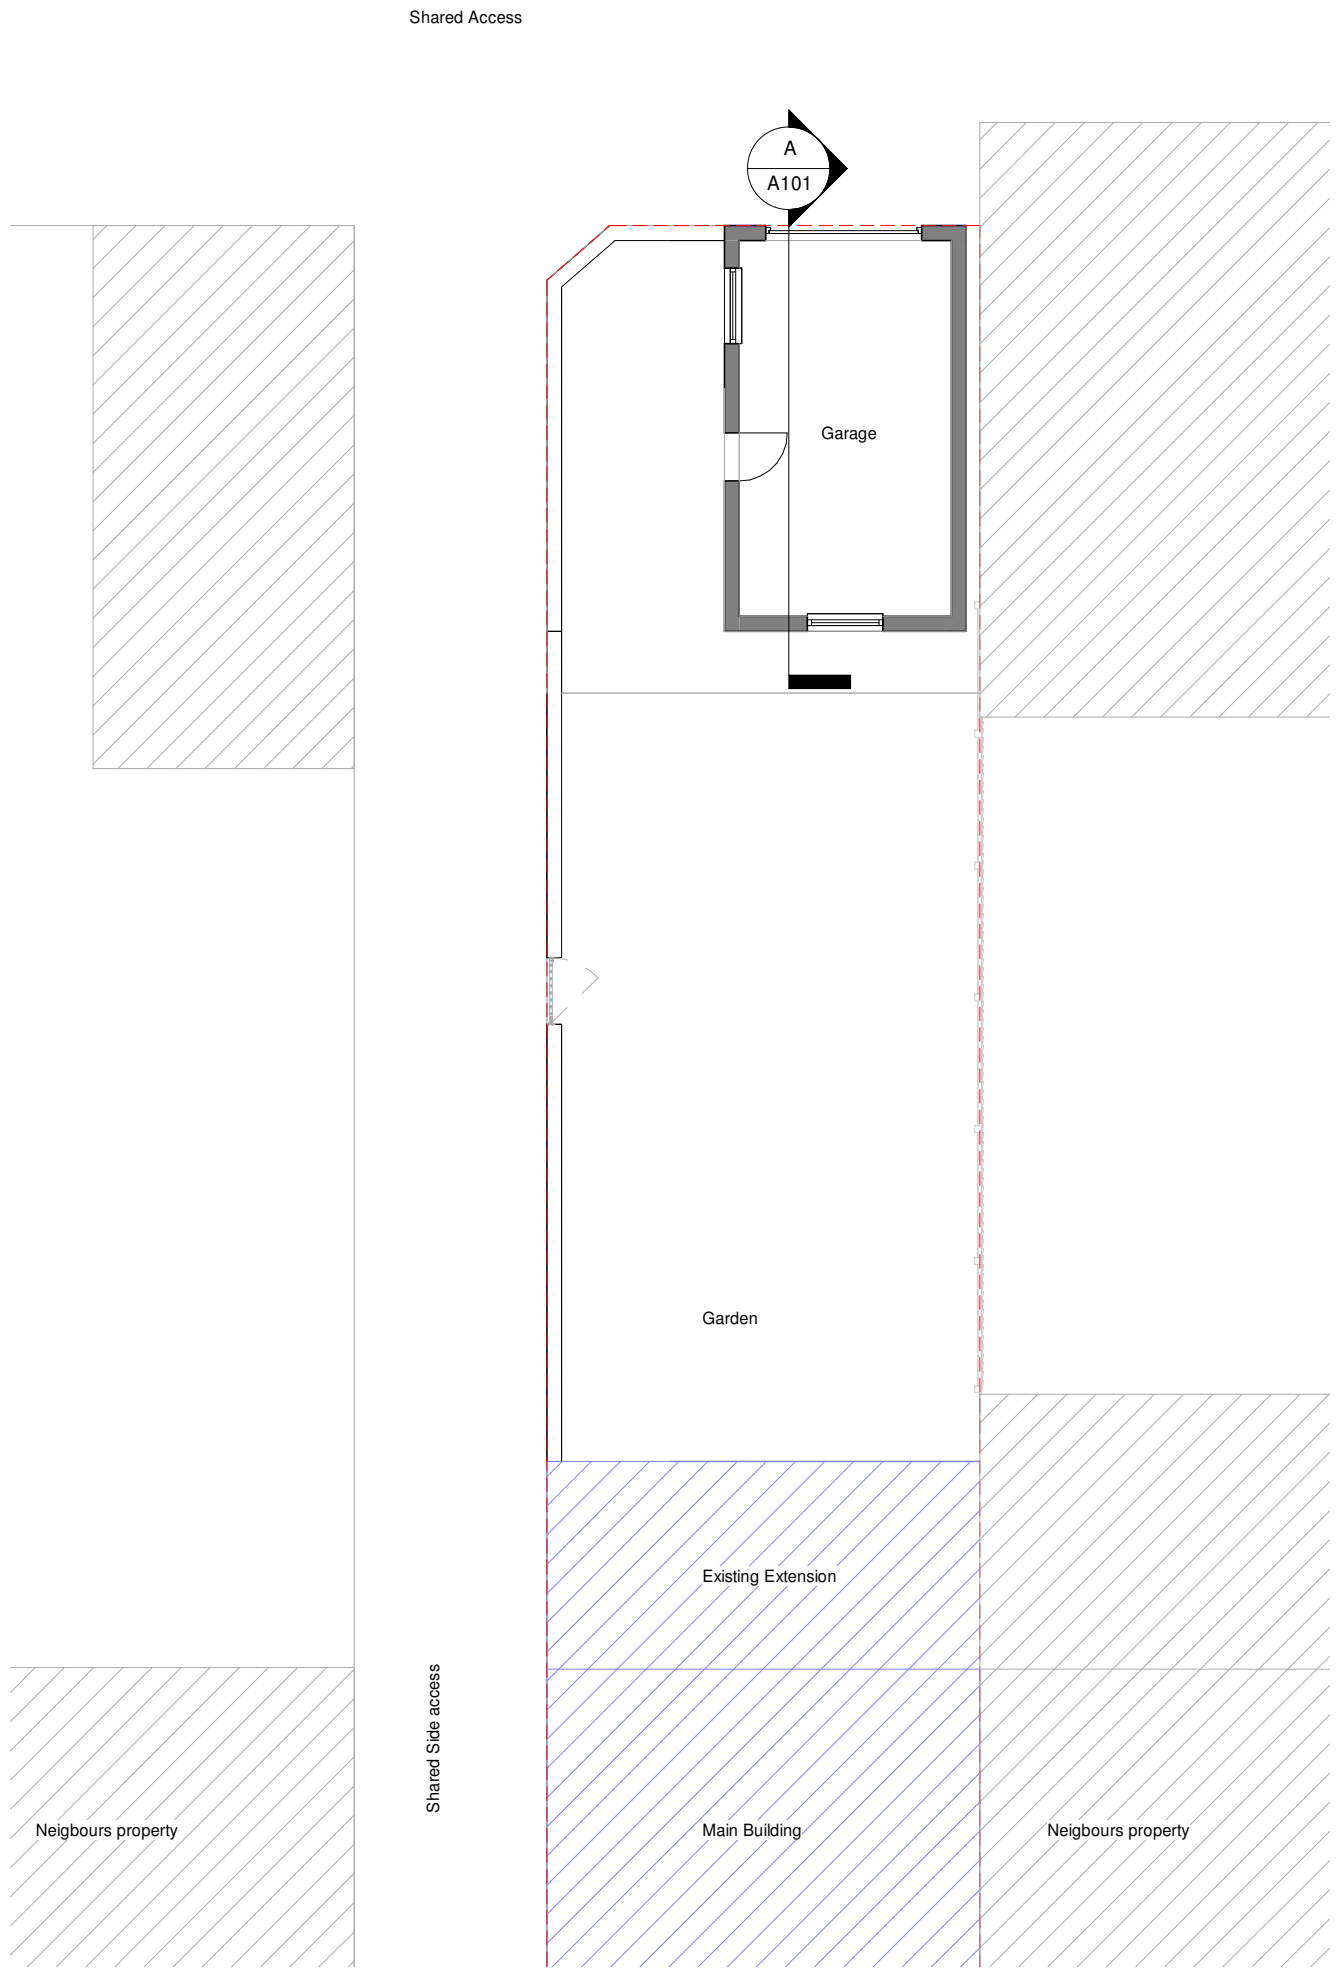 Shared Access
A
A101
Garage
Garden
Existing Extension
Shared Side access
Neigbours property
Main Building
Neigbours property